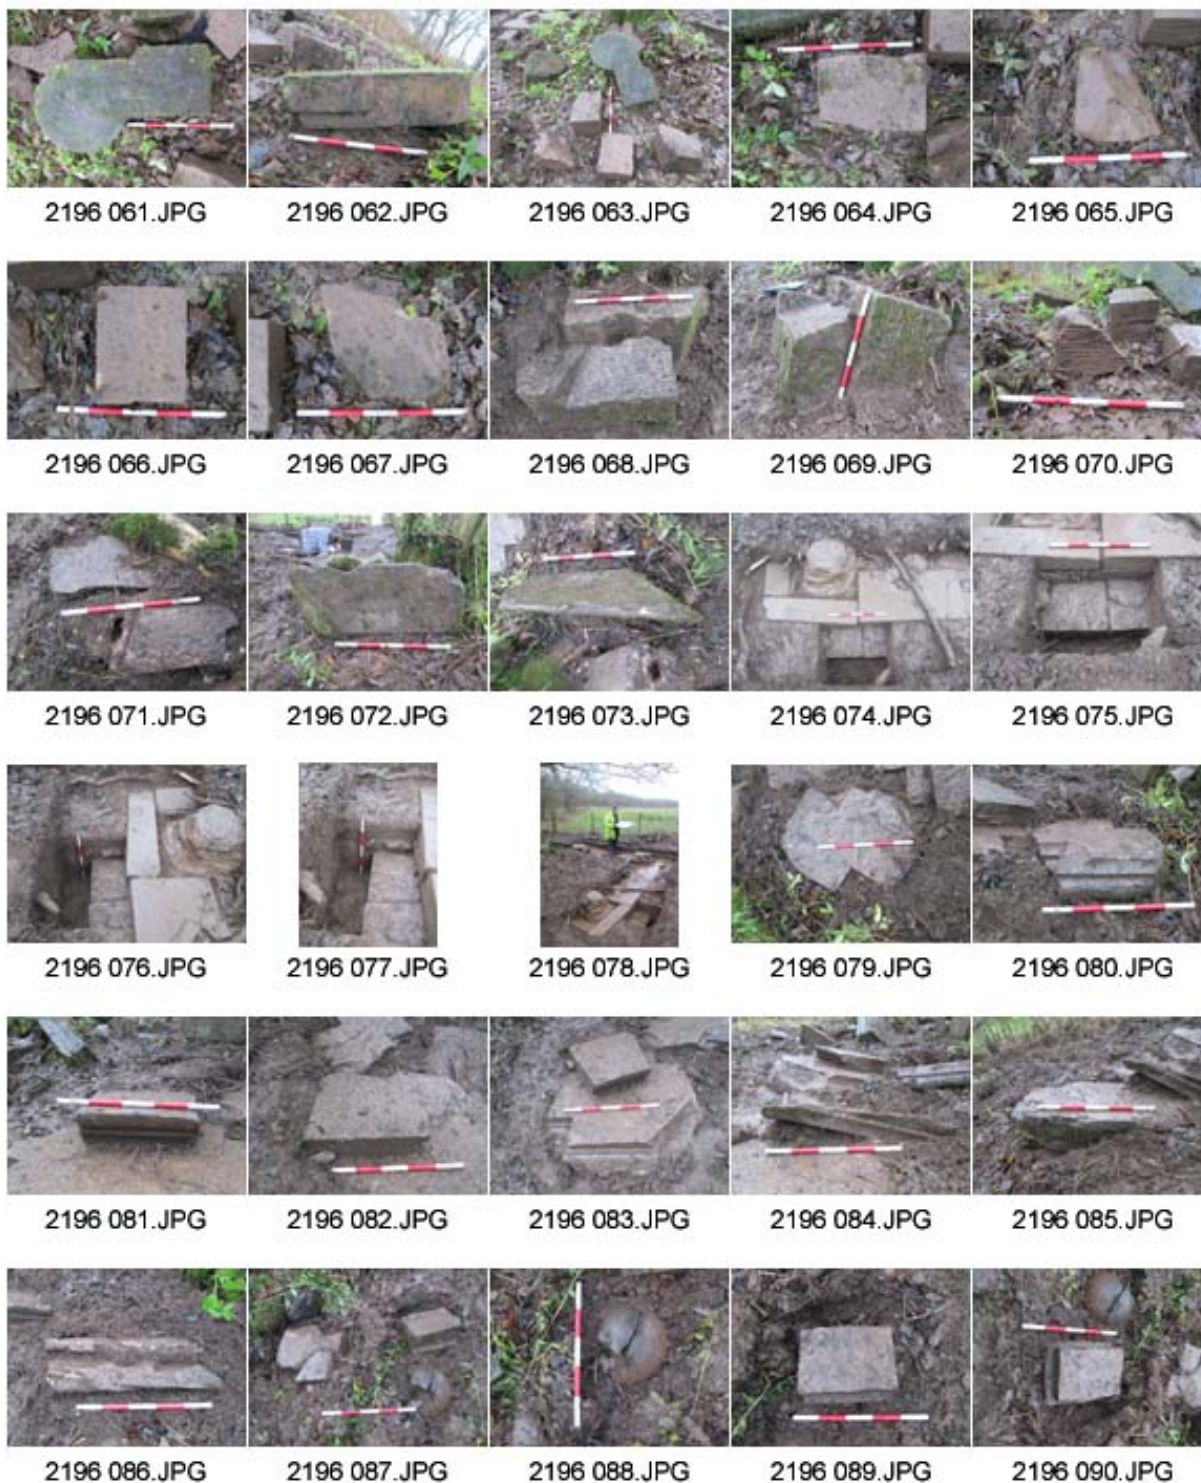 2196 061.JPG 2196 062.JPG 2196 063.JPG 2196 064.JPG 2196 065.JPG
2196 066.JPG 2196 067.JPG 2196 068.JPG 2196 069.JPG 2196 070.JPG
2196 071.JPG 2196 072.JPG 2196 073.JPG 2196 074.JPG 2196 075.JPG
2196 076.JPG 2196 077.JPG 2196 078.JPG 2196 079.JPG 2196 080.JPG
2196 081.JPG 2196 082.JPG 2196 083.JPG 2196 084.JPG 2196 085.JPG
2196 086.JPG 2196 087.JPG 2196 088.JPG 2196 089.JPG 2196 090.JPG